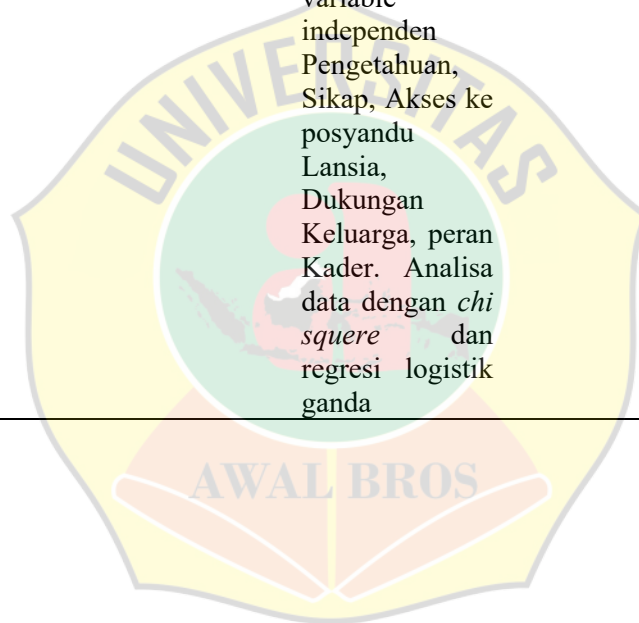 variable
independen
Pengetahuan,
Sikap, Akses ke
posyandu
Lansia,
Dukungan
Keluarga, peran
Kader. Analisa
data dengan chi
squere dan
regresi logistik
ganda
UNIVERSITAS
AWAL BROS